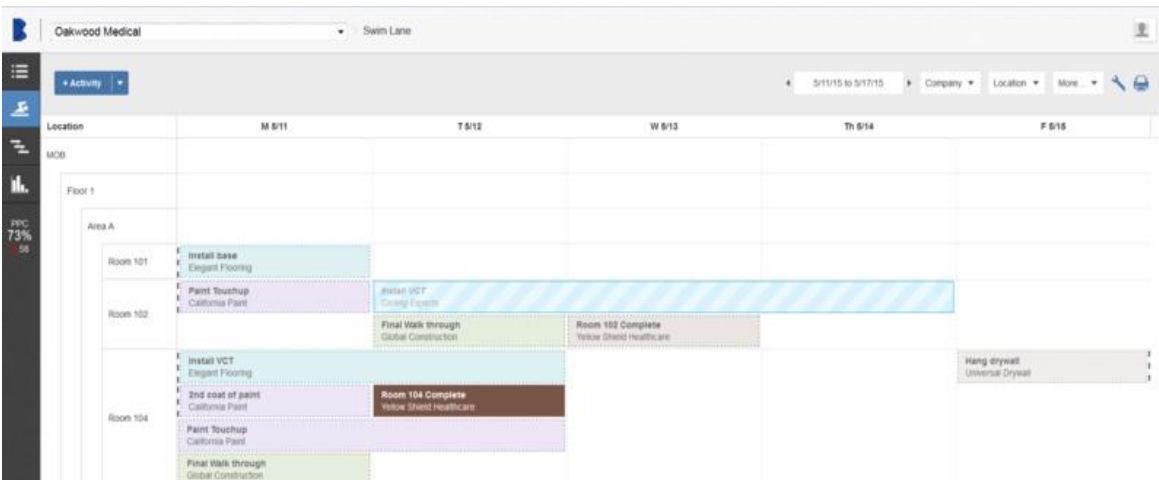 B
Oakwood Medical
Swim Lane
+ Activity
5/11/15 to 5/17/15
Company
Location
More...
Location
M 5/11
T 5/12
W 5/13
Th 5/14
F 5/15
MOB
Floor 1
Area A
PPC
73%
58
Room 101
Install base
Elegant Flooring
Room 102
Paint Touchup
California Paint
Install VCT
Ceiling Experts
Final Walk through
Global Construction
Room 102 Complete
Yellow Shield Healthcare
Room 104
Install VCT
Elegant Flooring
Hang drywall
Universal Drywall
2nd coat of paint
California Paint
Room 104 Complete
Yellow Shield Healthcare
Paint Touchup
California Paint
Final Walk through
Global Construction